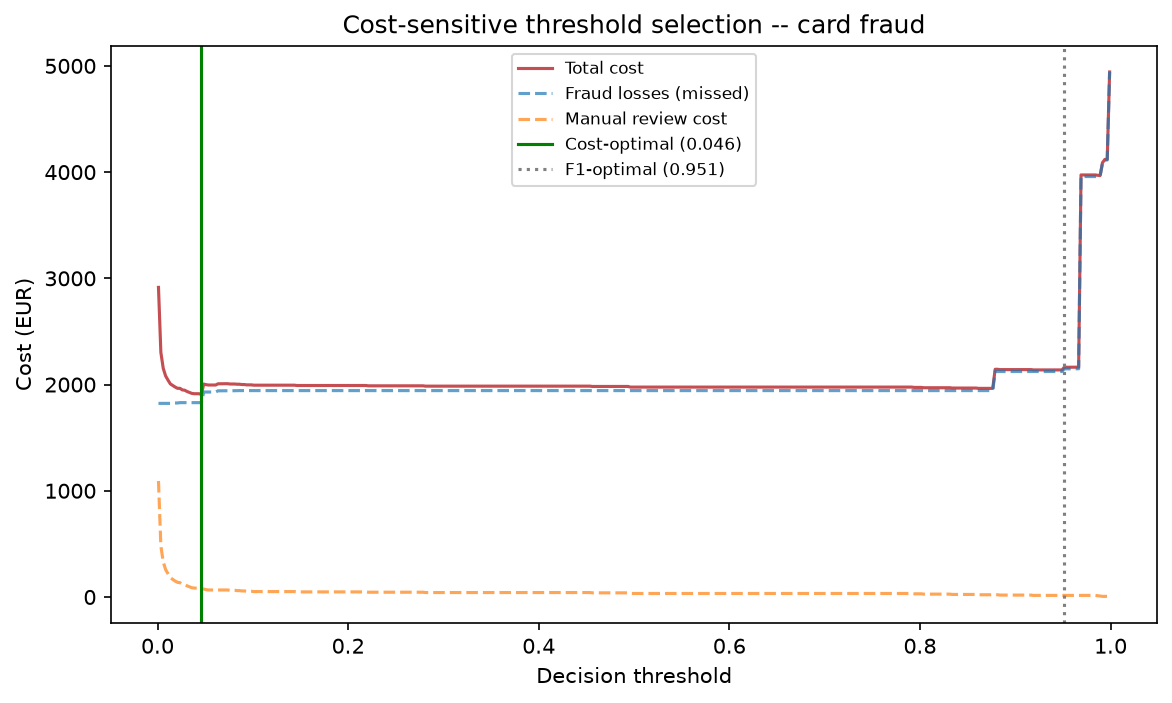 Cost-sensitive threshold selection -- card fraud
Total cost
Fraud losses (missed)
Manual review cost
Cost-optimal (0.046)
F1-optimal (0.951)
Cost (EUR)
5000
4000
3000
2000
1000
0
0.0 0.2 0.4 0.6 0.8 1.0
Decision threshold